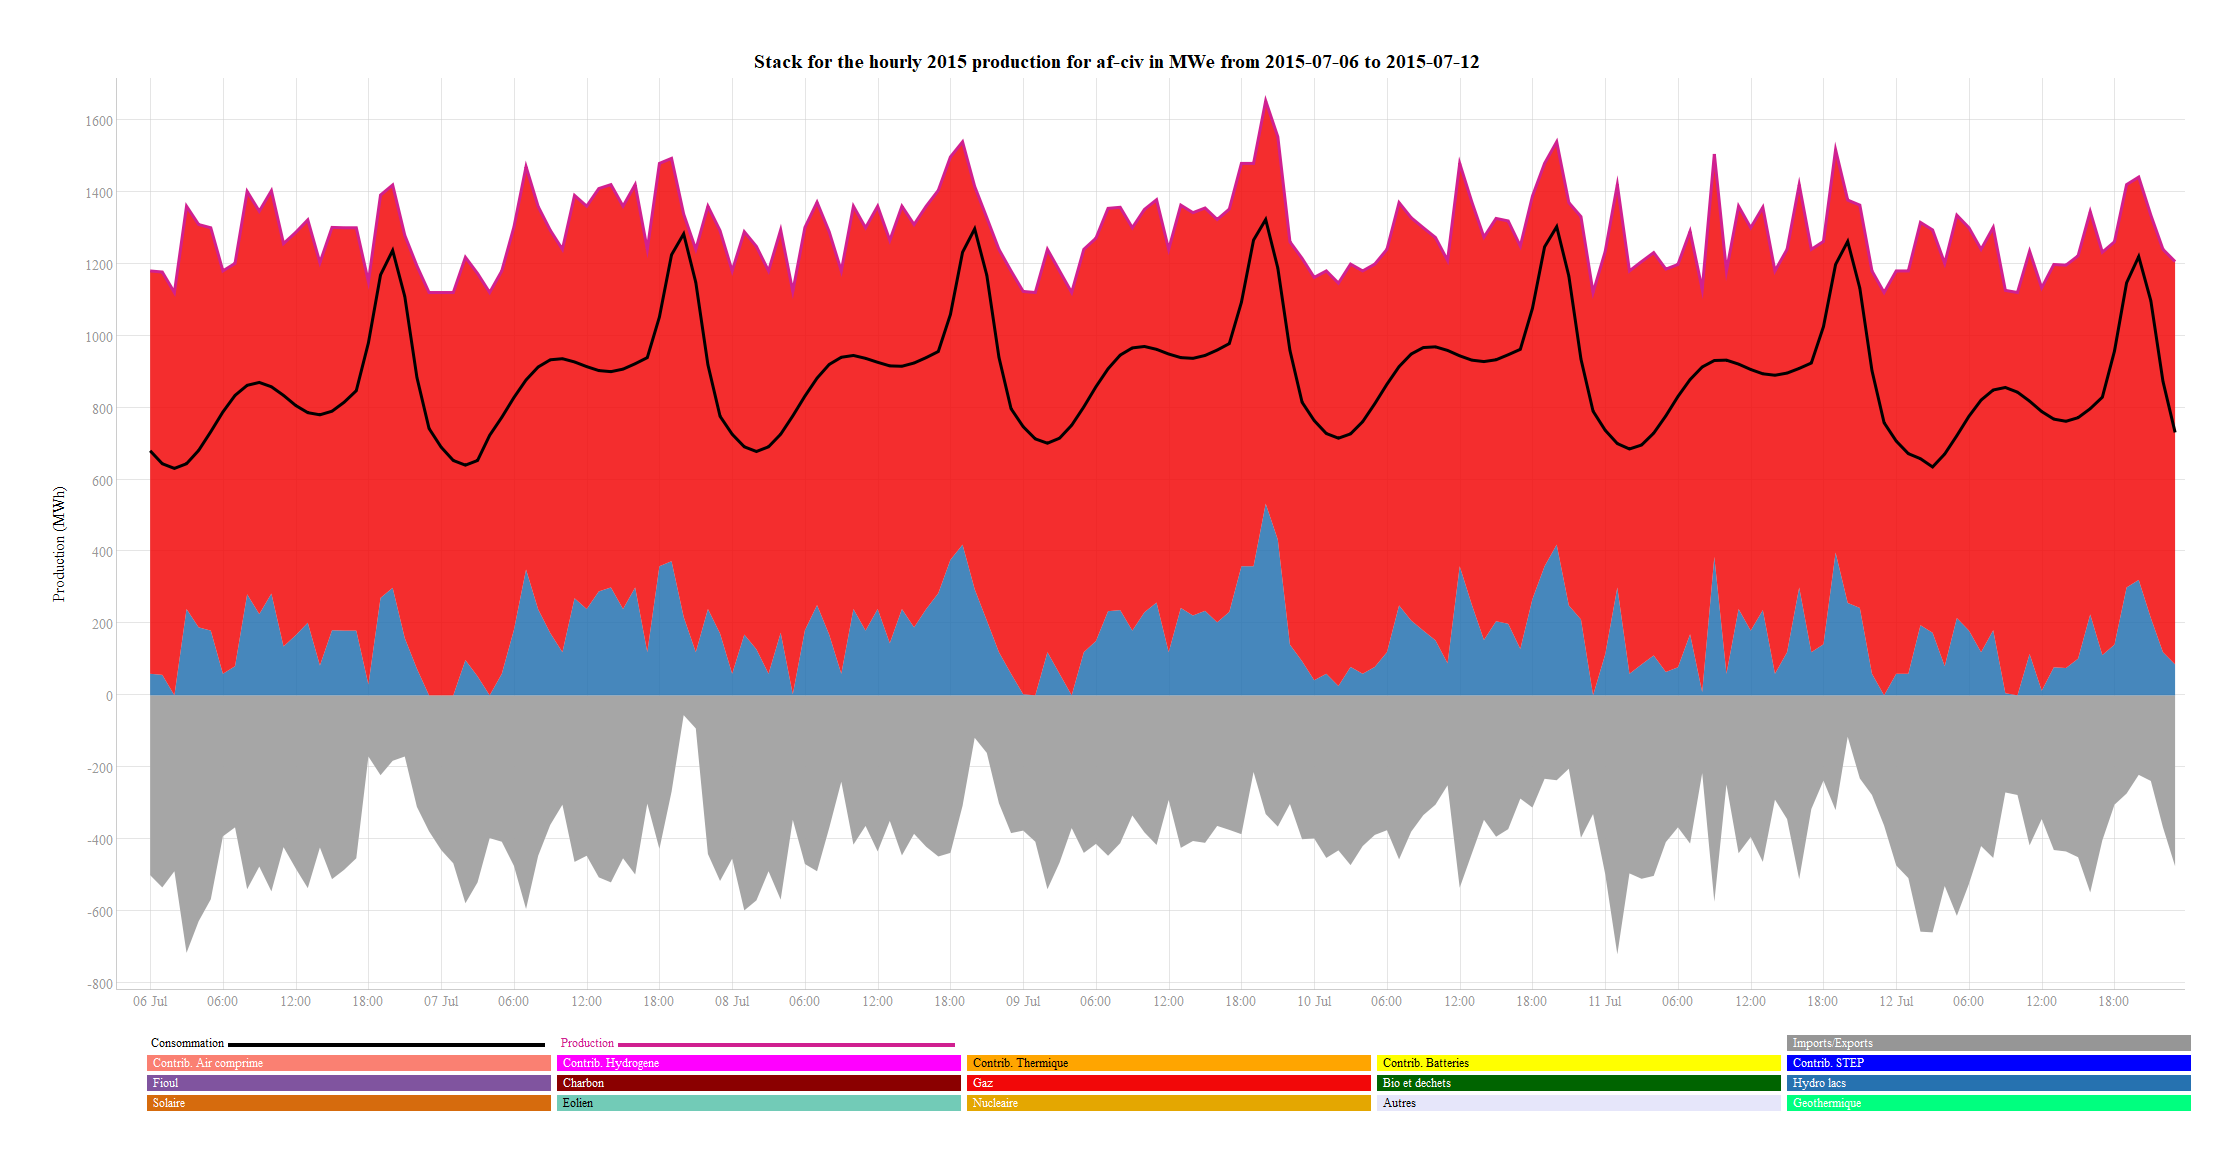 Stack for the hourly 2015 production for af-civ in MWe from 2015-07-06 to 2015-07-12
Production (MWh)
1600
1400
1200
1000
800
600
400
200
0
-200
-400
-600
-800
06 Jul 06:00 12:00 18:00 07 Jul 06:00 12:00 18:00 08 Jul 06:00 12:00 18:00 09 Jul 06:00 12:00 18:00 10 Jul 06:00 12:00 18:00 11 Jul 06:00 12:00 18:00 12 Jul 06:00 12:00 18:00
Consommation Production Imports/Exports
Contrib. Air comprime Contrib. Hydrogene Contrib. Thermique Contrib. Batteries Contrib. STEP
Fioul Charbon Gaz Bio et dechets Hydro lacs
Solaire Eolien Nucleaire Autres Geothermique